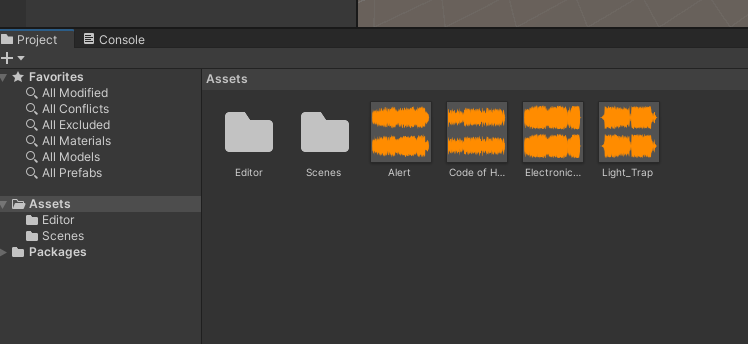 Project
Console
Favorites
All Modified
All Conflicts
All Excluded
All Materials
All Models
All Prefabs
Assets
Editor
Scenes
Packages
Assets
Editor
Scenes
Alert
Code of H...
Electronic...
Light_Trap